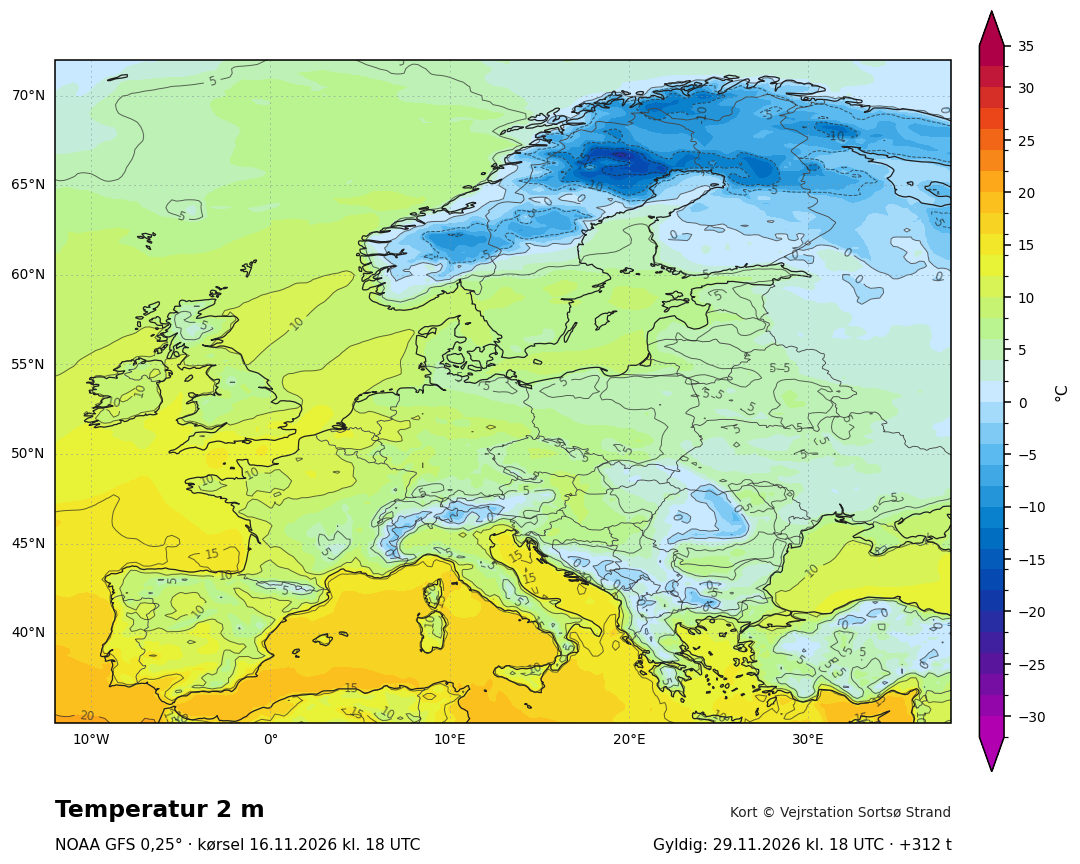 70°N
65°N
60°N
55°N
50°N
45°N
40°N
10°W
0°
10°E
20°E
30°E
35
30
25
20
15
10
5
0
−5
−10
−15
−20
−25
−30
°C
Temperatur 2 m
Kort © Vejrstation Sortsø Strand
NOAA GFS 0,25° · kørsel 16.11.2026 kl. 18 UTC
Gyldig: 29.11.2026 kl. 18 UTC · +312 t